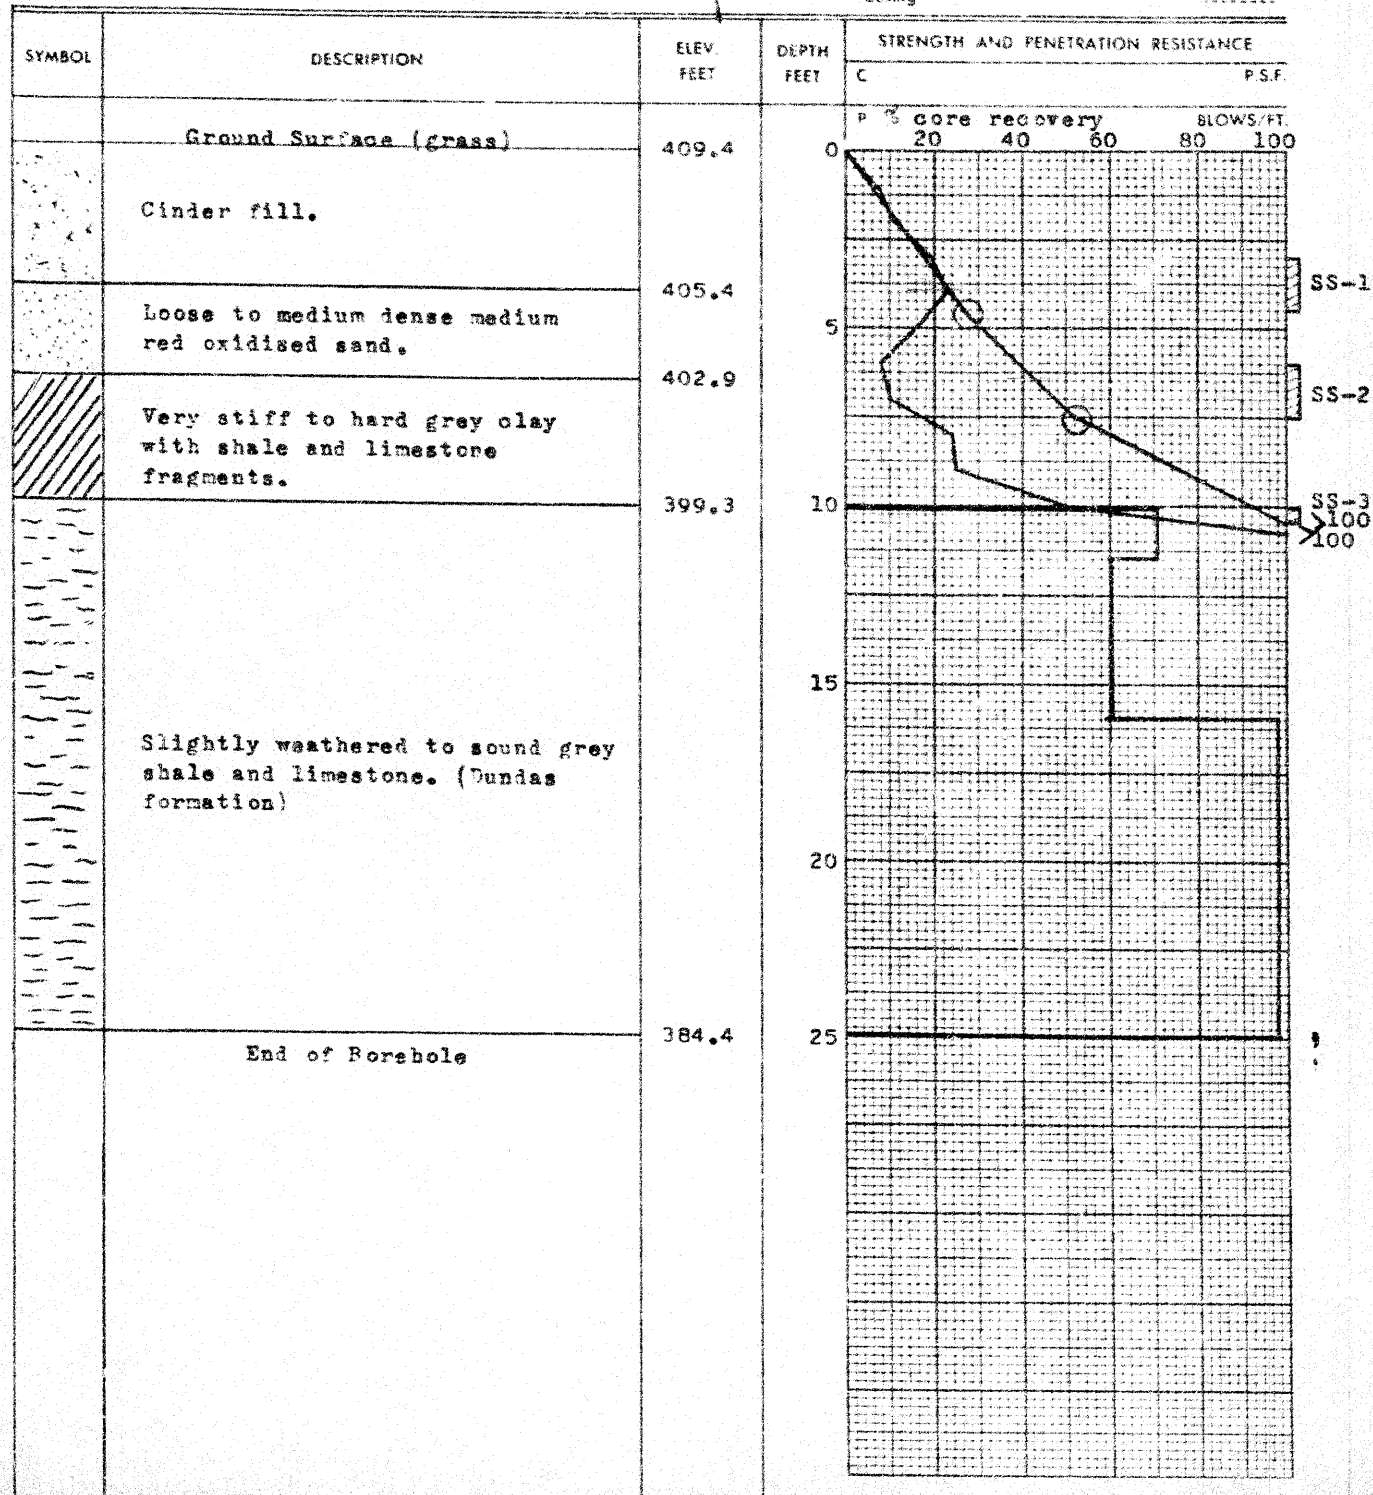 SYMBOL DESCRIPTION ELEV. FEET DEPTH FEET STRENGTH AND PENETRATION RESISTANCE
C P.S.F.
P % core recovery BLOWS/FT.
20 40 60 80 100
Ground Surface (grass) 409.4 0
Cinder fill.
SS-1
405.4
Loose to medium dense medium
red oxidised sand.
5
402.9
SS-2
Very stiff to hard grey clay
with shale and limestone
fragments.
399.3 10 SS-3
100
100
15
Slightly weathered to sound grey
shale and limestone. (Dundas
formation)
20
384.4 25
End of Borehole